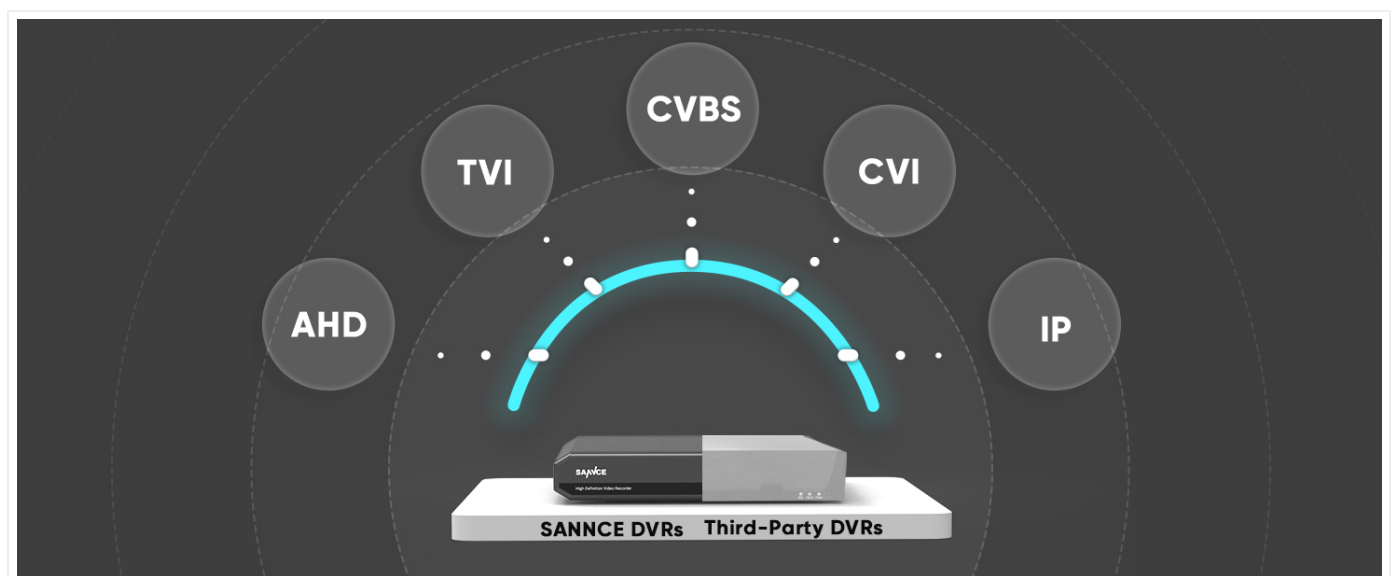 CVBS
TVI
CVI
AHD
IP
SANNCE
High Definition Video Recorder
SANNCE DVRs
Third-Party DVRs